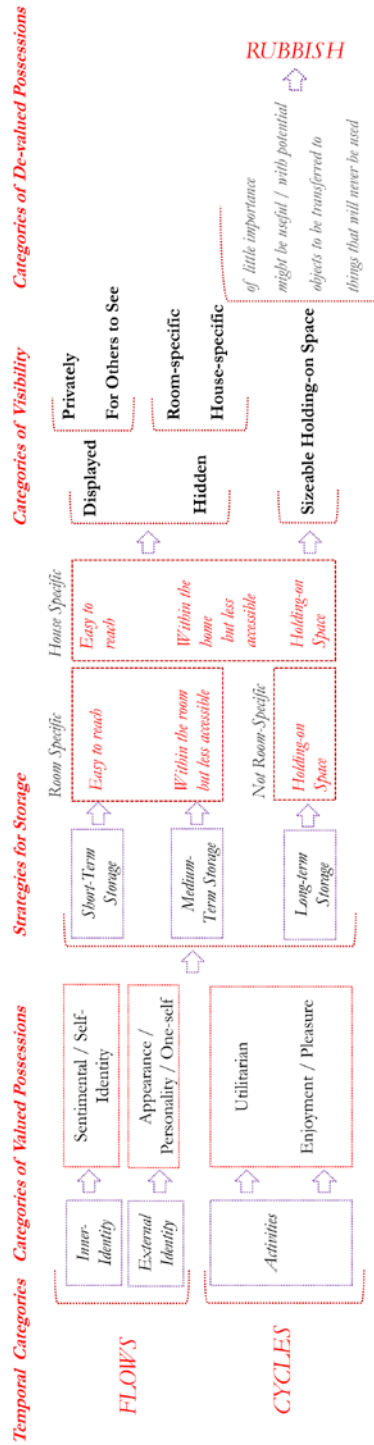 Temporal Categories
Categories of Valued Possessions
Strategies for Storage
Categories of Visibility
Categories of De-valued Possessions
FLOWS
Inner-
Identity
Sentimental / Self-
Identity
External
Identity
Appearance /
Personality / One-self
CYCLES
Activities
Utilitarian
Enjoyment / Pleasure
Short-Term
Storage
Medium-
Term Storage
Long-term
Storage
Room Specific
Easy to reach
Within the room
but less accessible
Not Room-Specific
Holding-on
Space
House Specific
Easy to
reach
Within the
home
but less
accessible
Holding-on
Space
Displayed
Hidden
Sizeable Holding-on Space
Privately
For Others to See
Room-specific
House-specific
of little importance
might be useful / with potential
objects to be transferred to
things that will never be used
RUBBISH